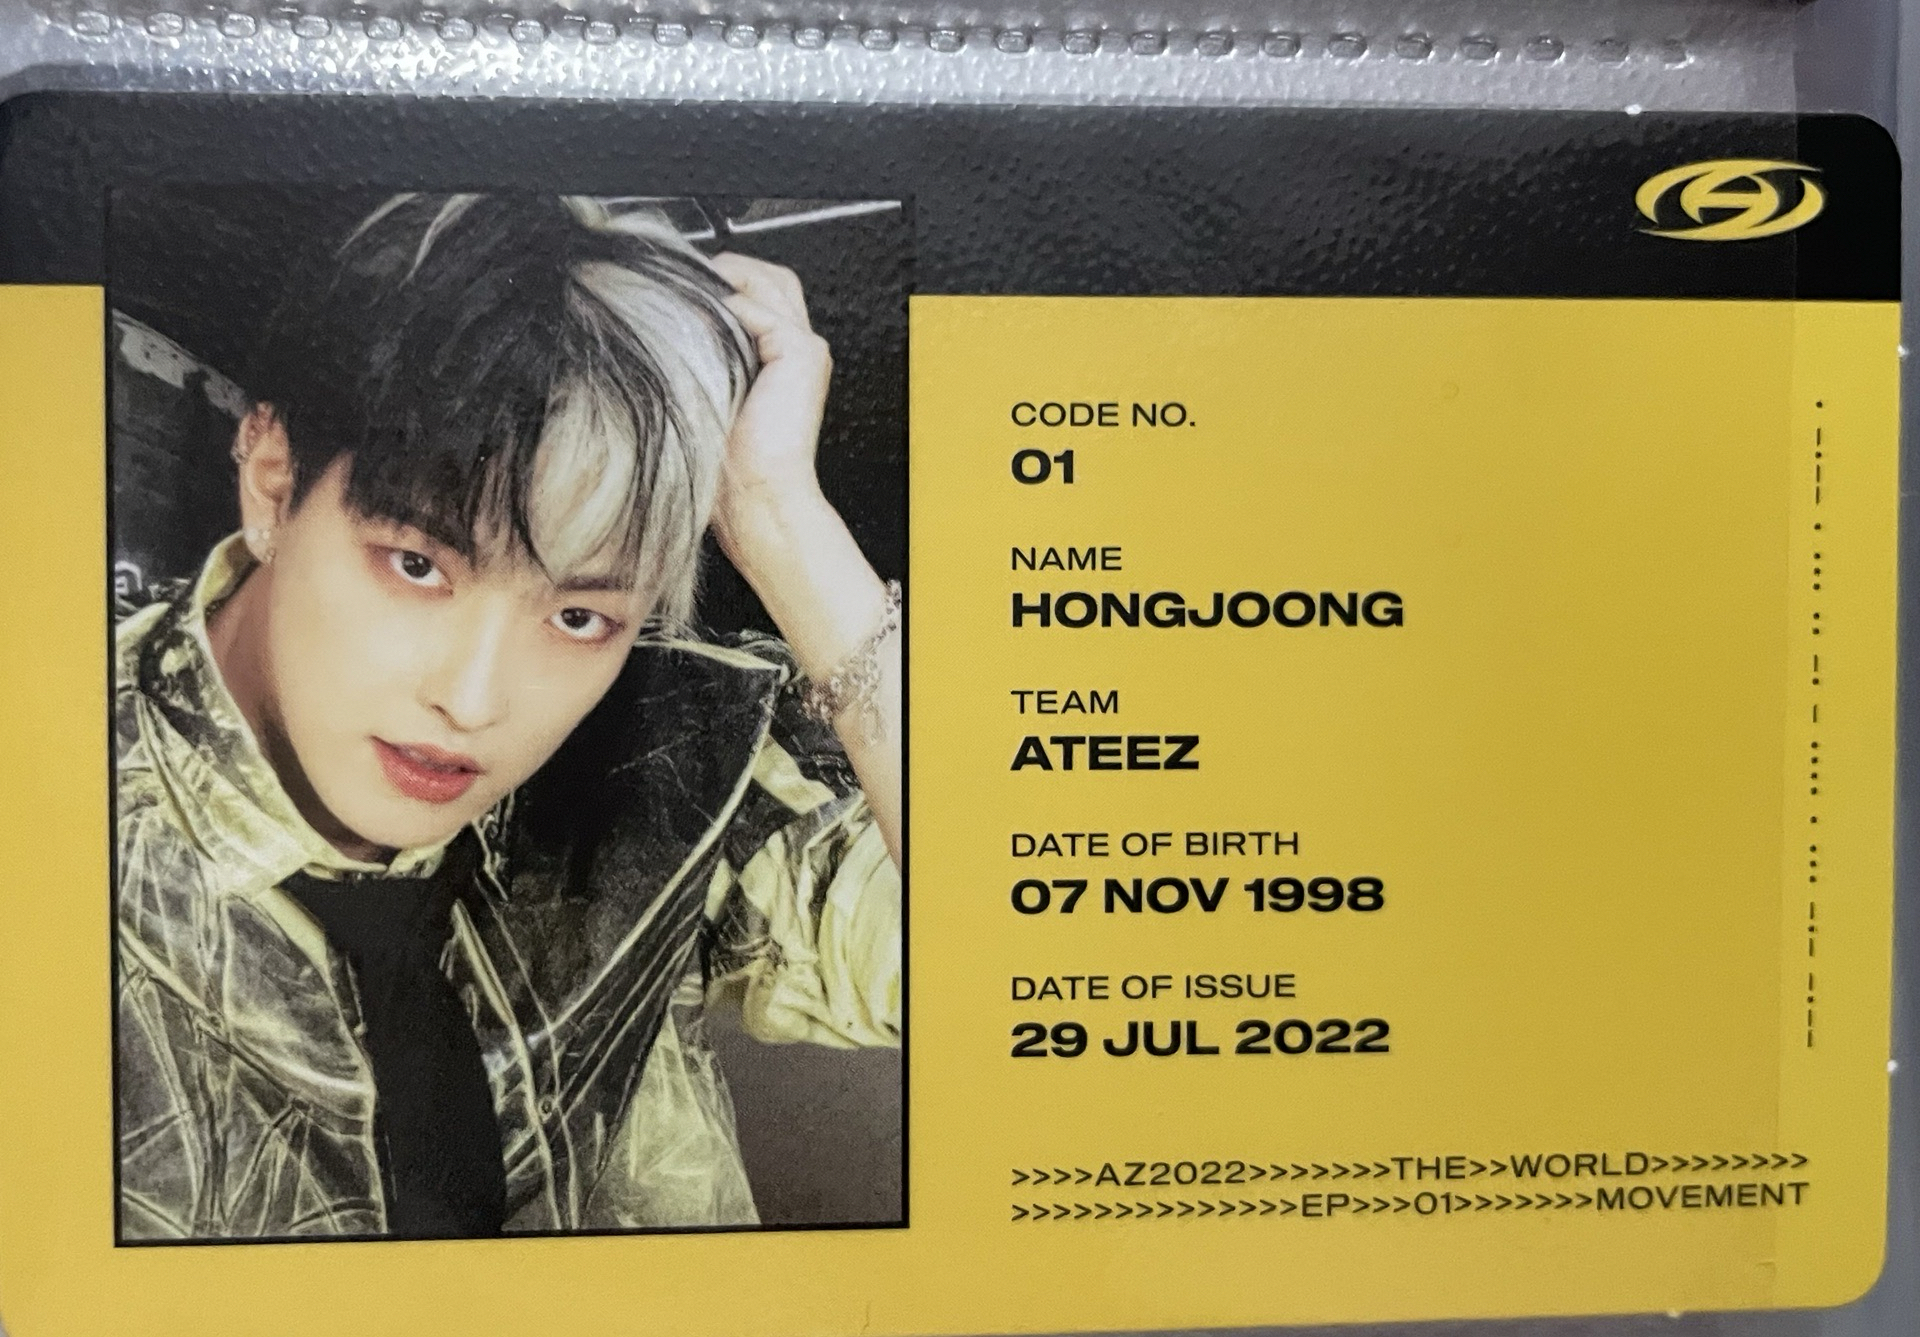 CODE NO.
01
NAME
HONGJOONG
TEAM
ATEEZ
DATE OF BIRTH
07 NOV 1998
DATE OF ISSUE
29 JUL 2022
>>>>AZ2022>>>>>>>THE>>WORLD>>>>>>>>
>>>>>>>>>>>>>>EP>>>01>>>>>>>MOVEMENT